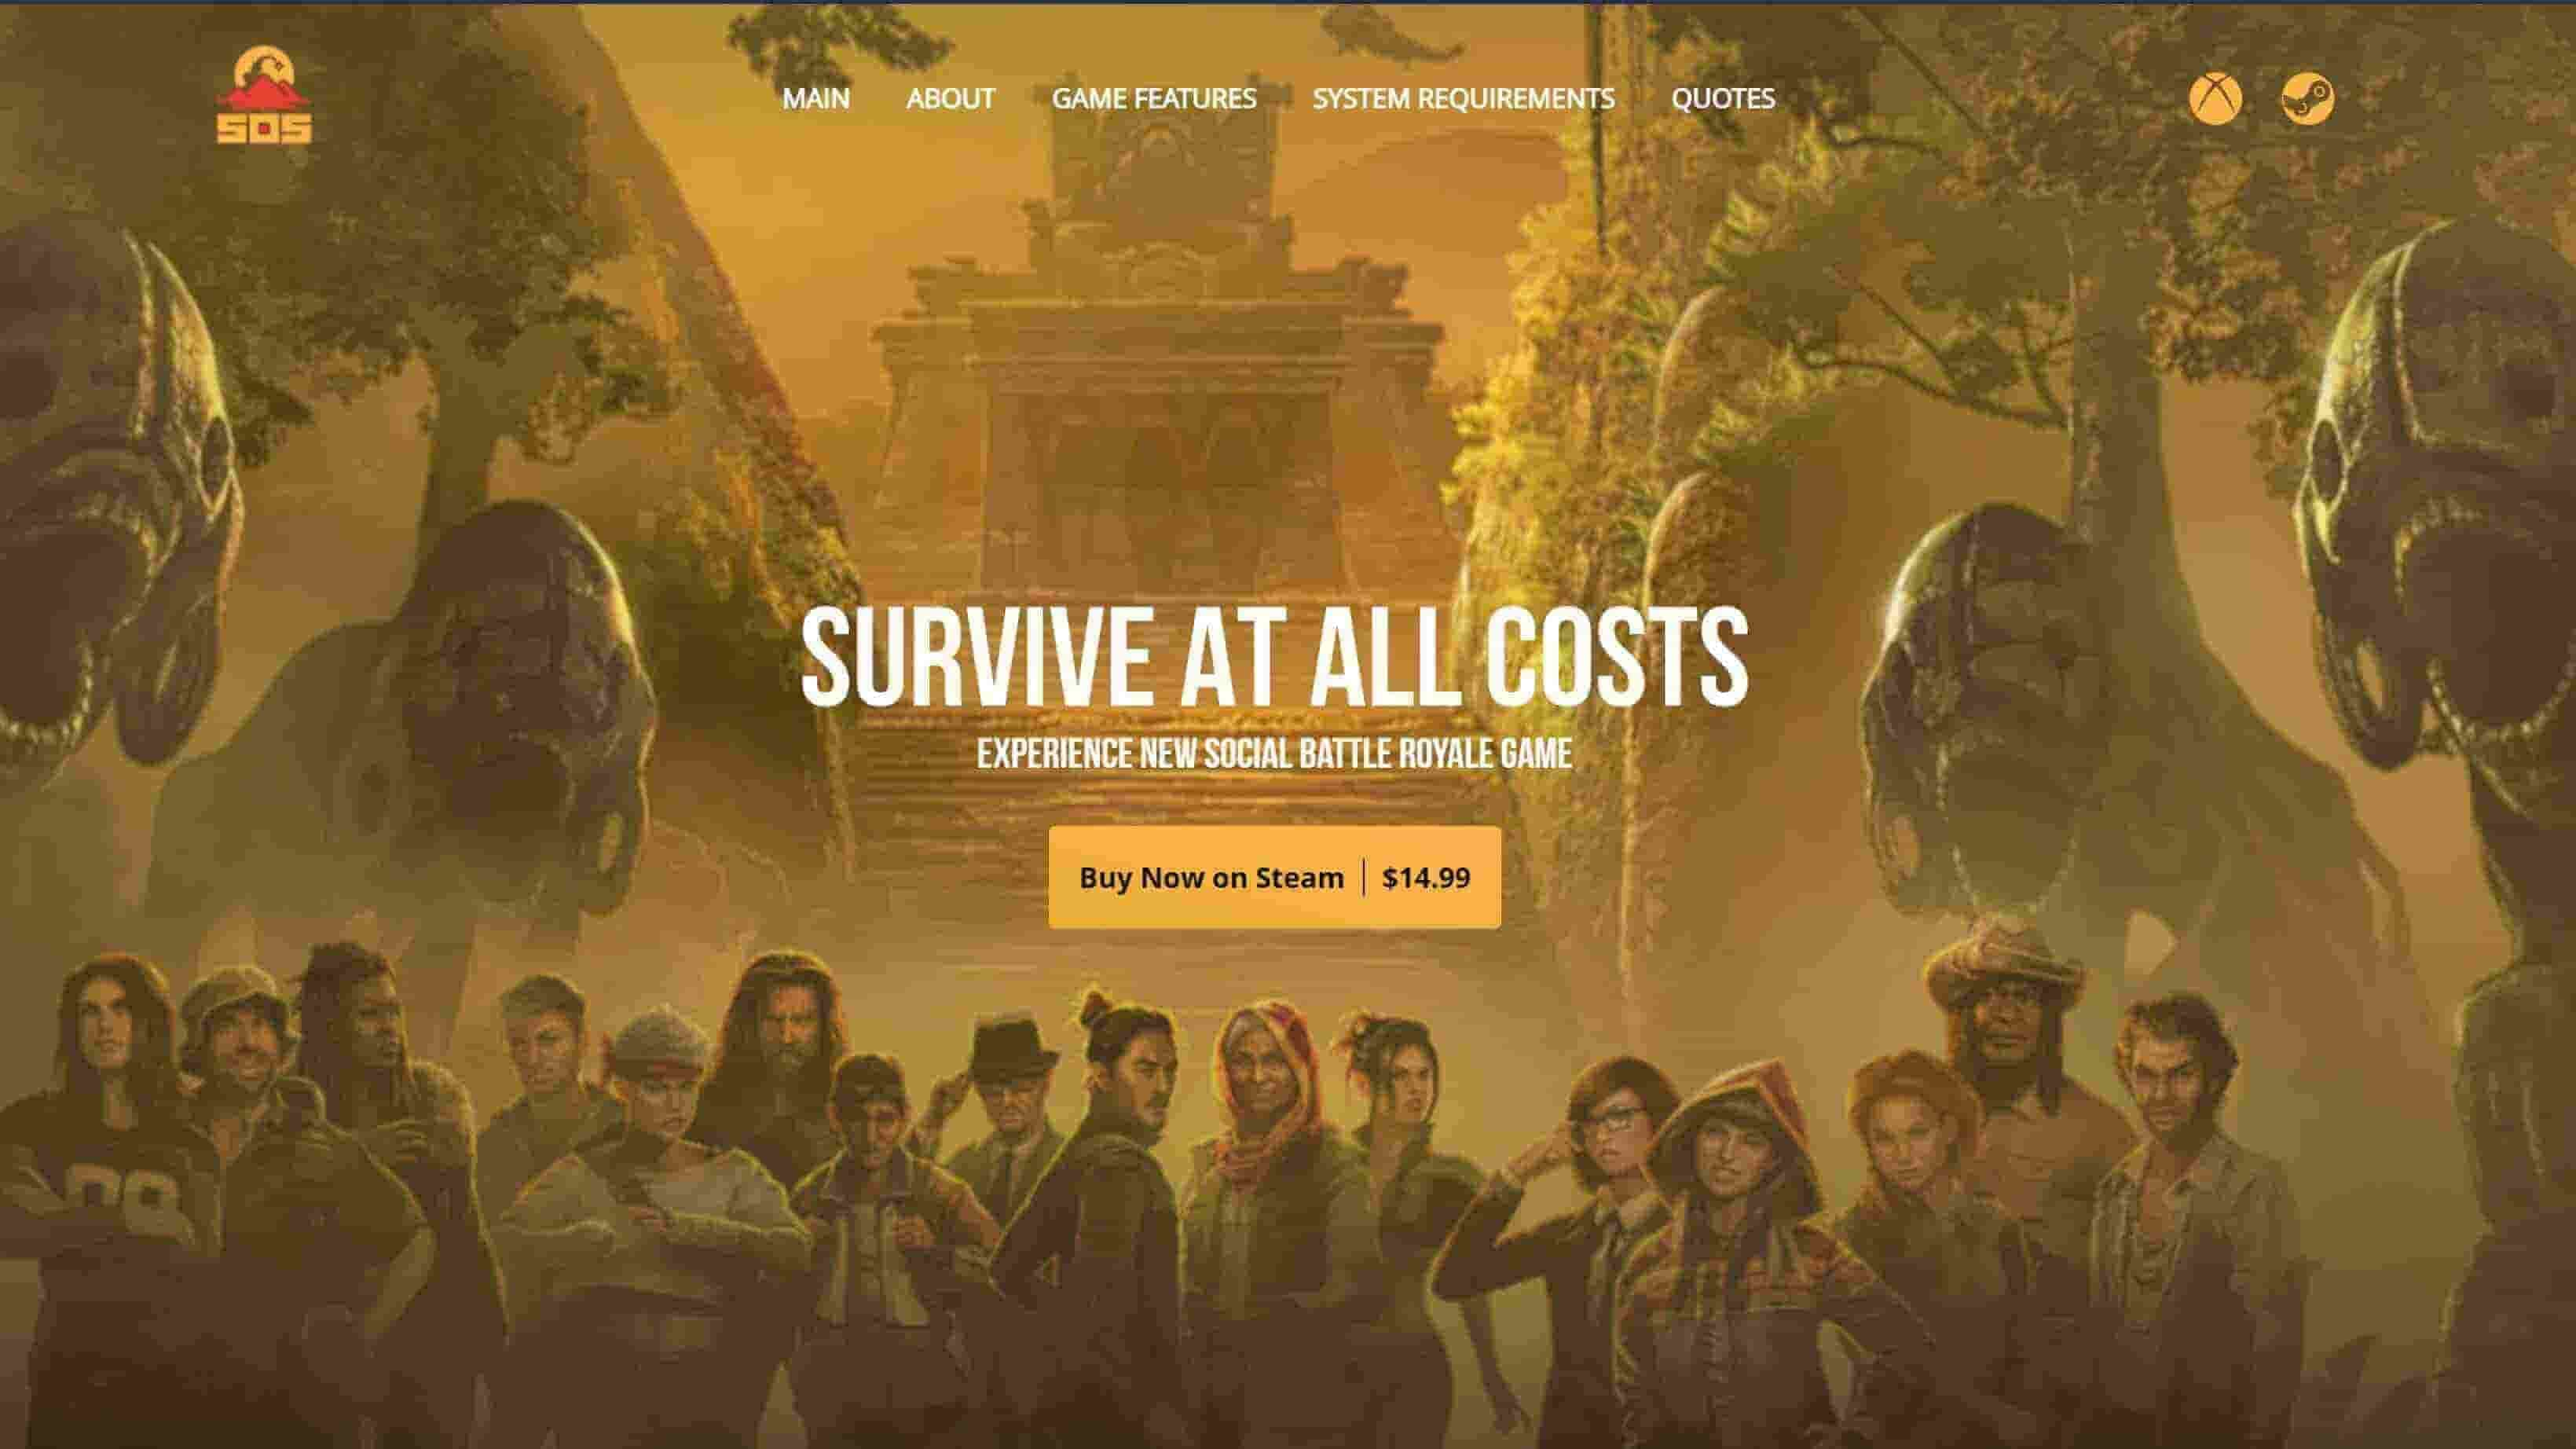 SOS
MAIN ABOUT GAME FEATURES SYSTEM REQUIREMENTS QUOTES
SURVIVE AT ALL COSTS
EXPERIENCE NEW SOCIAL BATTLE ROYALE GAME
Buy Now on Steam | $14.99
98